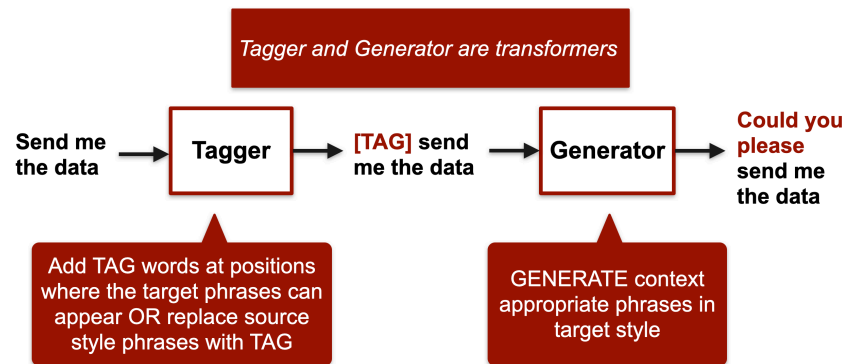 Tagger and Generator are transformers
Send me
the data
Tagger
[TAG] send
me the data
Generator
Could you
please
send me
the data
Add TAG words at positions
where the target phrases can
appear OR replace source
style phrases with TAG
GENERATE context
appropriate phrases in
target style